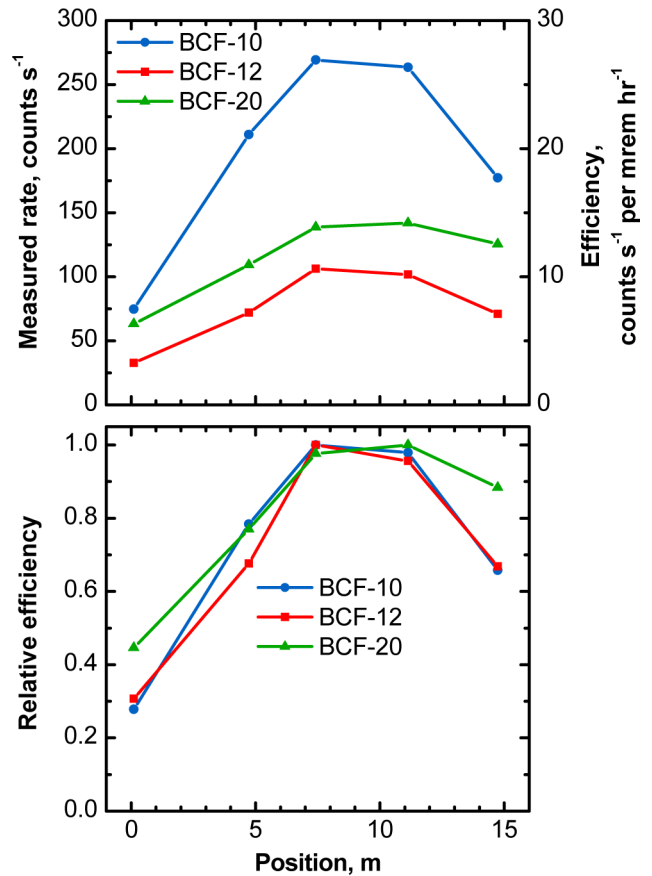 Measured rate, counts s⁻¹
300
250
200
150
100
50
0
BCF-10
BCF-12
BCF-20
30
20
10
0
Efficiency,
counts s⁻¹ per mrem hr⁻¹
Relative efficiency
1.0
0.8
0.6
0.4
0.2
0.0
BCF-10
BCF-12
BCF-20
0 5 10 15
Position, m